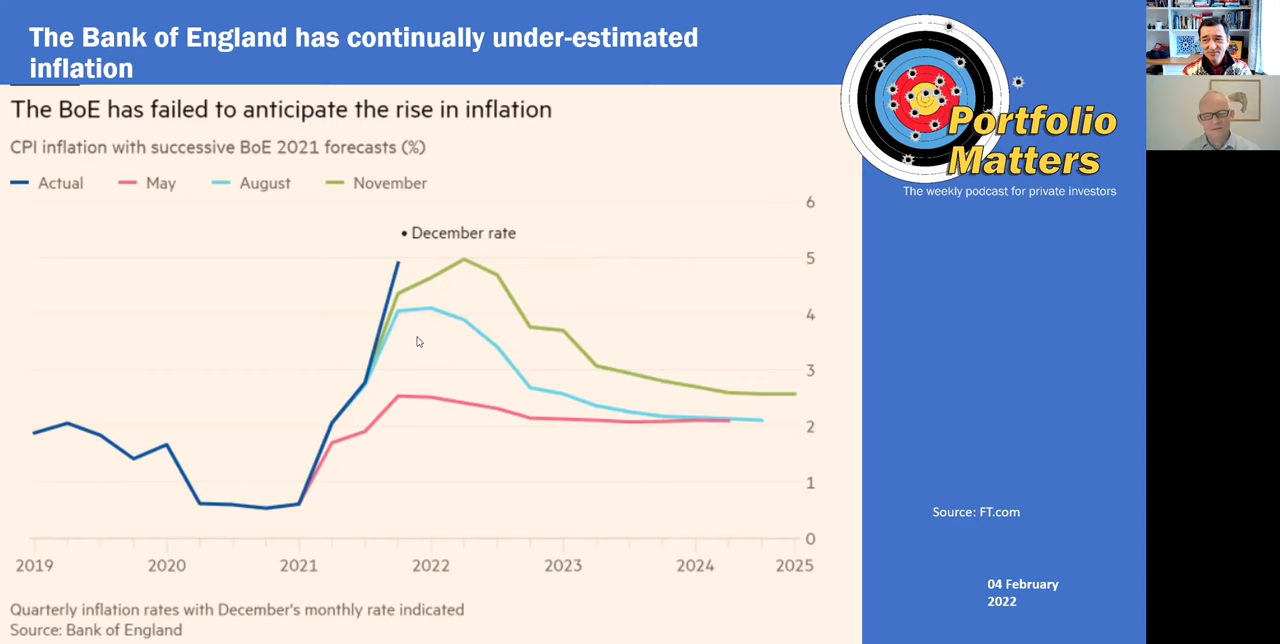 The Bank of England has continually under-estimated
inflation
The BoE has failed to anticipate the rise in inflation
CPI inflation with successive BoE 2021 forecasts (%)
Actual May August November
6
• December rate
5
4
3
2
1
0
2019 2020 2021 2022 2023 2024 2025
Quarterly inflation rates with December's monthly rate indicated
Source: Bank of England
Portfolio
Matters
The weekly podcast for private investors
Source: FT.com
04 February
2022